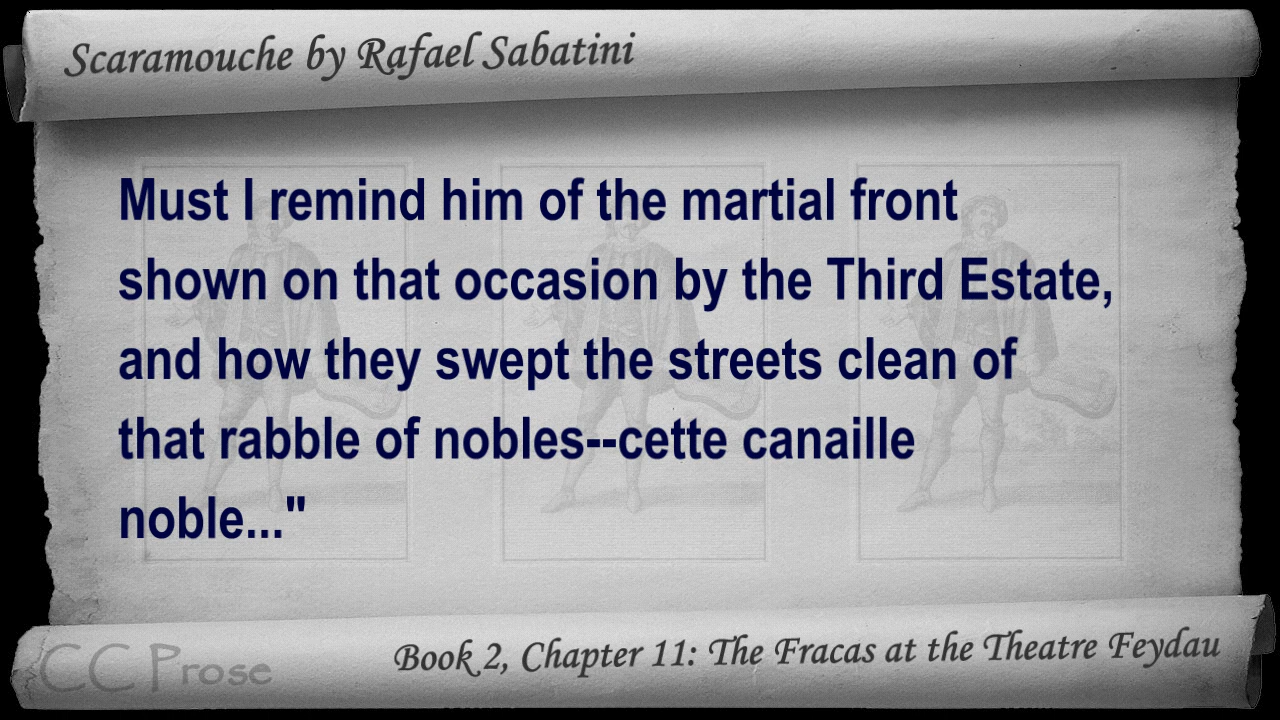 Scaramouche by Rafael Sabatini
Must I remind him of the martial front
shown on that occasion by the Third Estate,
and how they swept the streets clean of
that rabble of nobles--cette canaille
noble..."
CC Prose
Book 2, Chapter 11: The Fracas at the Theatre Feydau